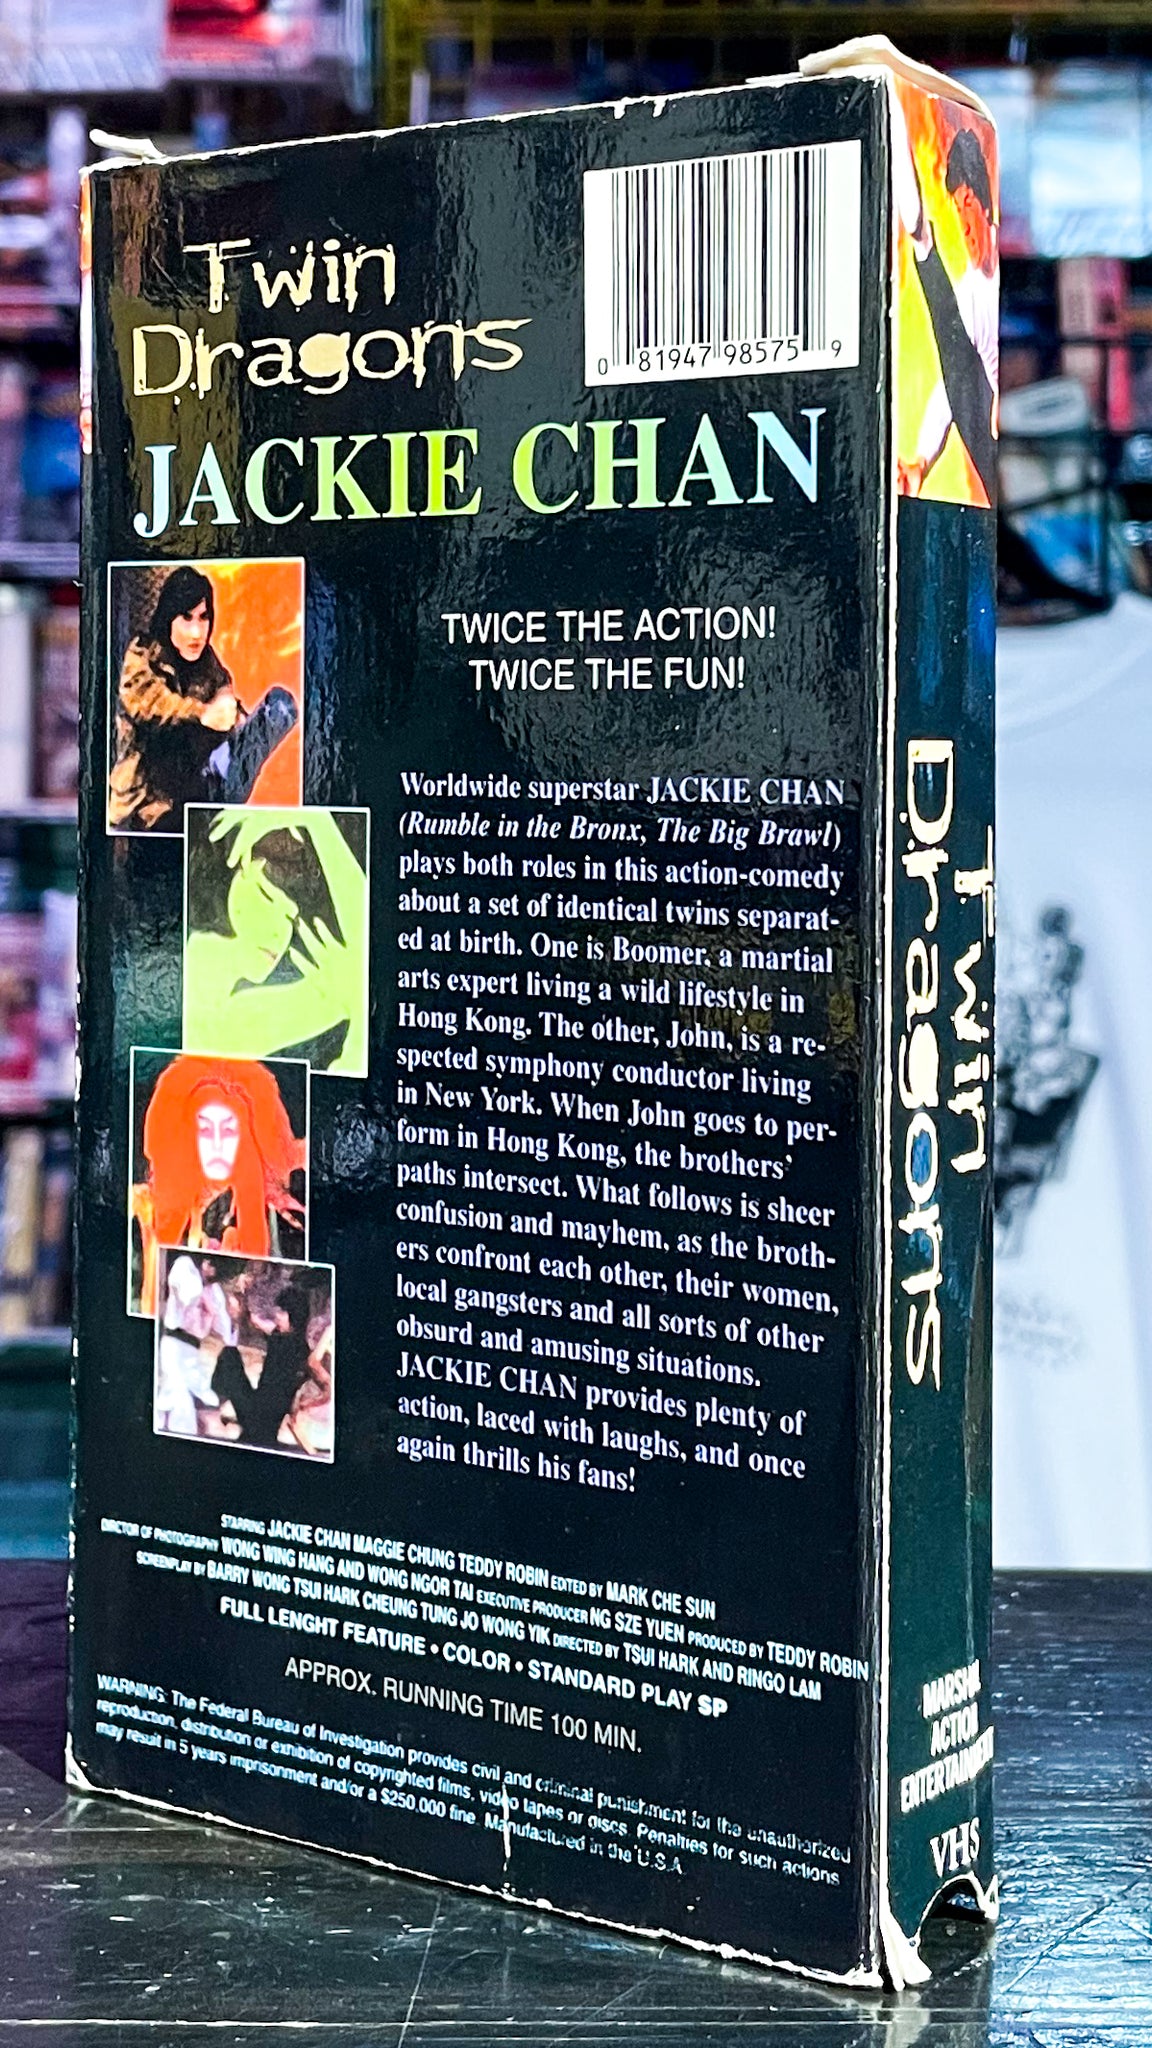 Twin
Dragons
0 81947 98575 9
JACKIE CHAN
TWICE THE ACTION!
TWICE THE FUN!
Worldwide superstar JACKIE CHAN
(Rumble in the Bronx, The Big Brawl)
plays both roles in this action-comedy
about a set of identical twins separat-
ed at birth. One is Boomer, a martial
arts expert living a wild lifestyle in
Hong Kong. The other, John, is a re-
spected symphony conductor living
in New York. When John goes to per-
form in Hong Kong, the brothers'
paths intersect. What follows is sheer
confusion and mayhem, as the broth-
ers confront each other, their women,
local gangsters and all sorts of other
obsurd and amusing situations.
JACKIE CHAN provides plenty of
action, laced with laughs, and once
again thrills his fans!
STARRING JACKIE CHAN MAGGIE CHUNG TEDDY ROBIN EDITED BY MARK CHE SUN
DIRCTOR OF PHOTOGRAPHY WONG WING HANG AND WONG NGOR TAI EXECUTIVE PRODUCER NG SZE YUEN PRODUCED BY TEDDY ROBIN
SCREENPLAY BY BARRY WONG TSUI HARK CHEUNG TUNG JO WONG YIK DIRECTED BY TSUI HARK AND RINGO LAM
FULL LENGHT FEATURE • COLOR • STANDARD PLAY SP
APPROX. RUNNING TIME 100 MIN.
WARNING: The Federal Bureau of Investigation provides civil and criminal punishment for the unauthorized
reproduction, distribution or exhibition of copyrighted films, video tapes or discs. Penalties for such actions
may result in 5 years imprisonment and/or a $250,000 fine. Manufactured in the U.S.A.
Twin
Dragons
MARSHAL
ACTION
ENTERTAINMENT
VHS